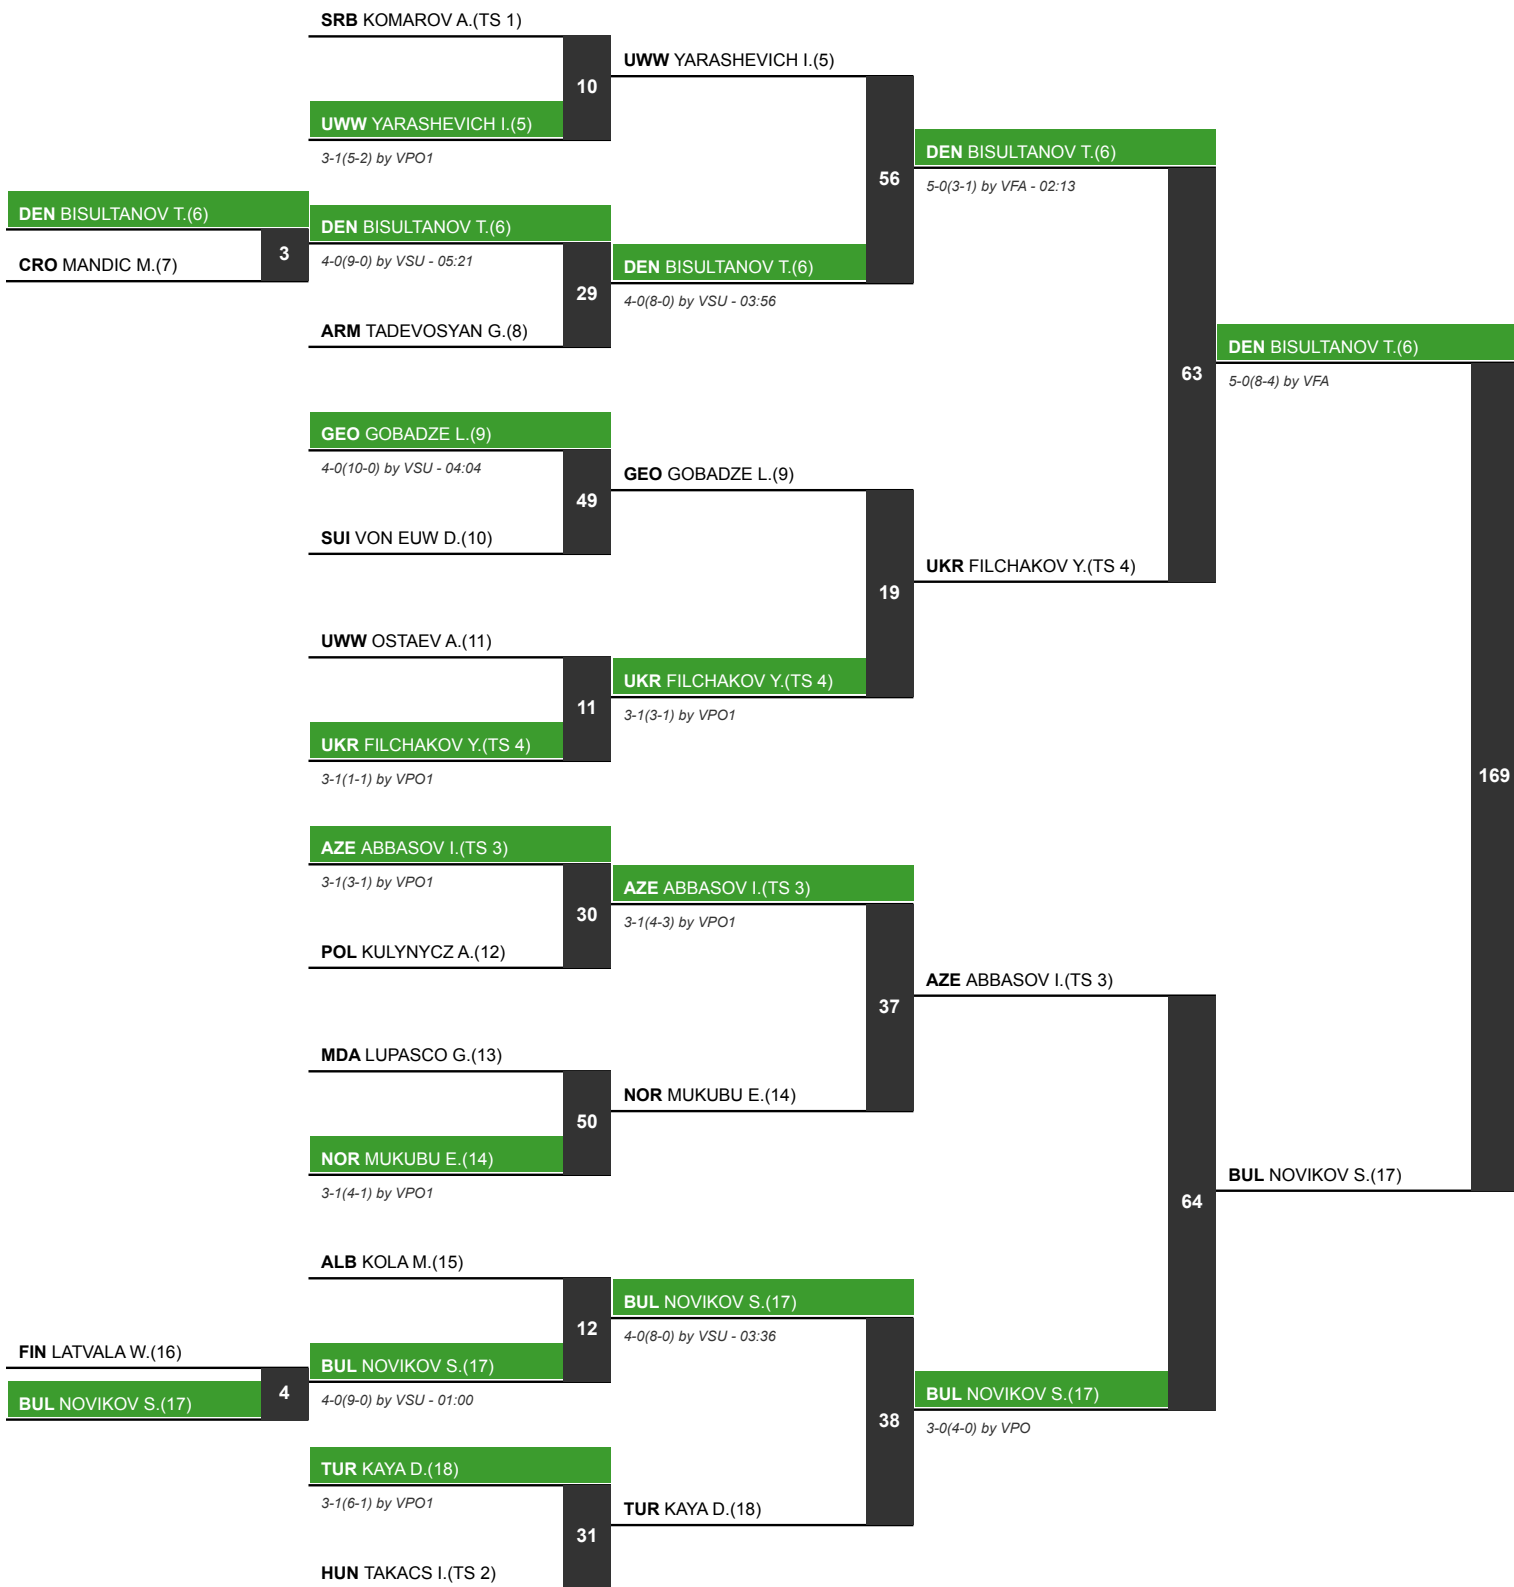 SRB KOMAROV A.(TS 1)
UWW YARASHEVICH I.(5)
10
UWW YARASHEVICH I.(5)
3-1(5-2) by VPO1
DEN BISULTANOV T.(6)
5-0(3-1) by VFA - 02:13
56
DEN BISULTANOV T.(6)
CRO MANDIC M.(7)
3
DEN BISULTANOV T.(6)
4-0(9-0) by VSU - 05:21
29
ARM TADEVOSYAN G.(8)
DEN BISULTANOV T.(6)
4-0(8-0) by VSU - 03:56
63
DEN BISULTANOV T.(6)
5-0(8-4) by VFA
GEO GOBADZE L.(9)
4-0(10-0) by VSU - 04:04
49
SUI VON EUW D.(10)
GEO GOBADZE L.(9)
19
UKR FILCHAKOV Y.(TS 4)
UWW OSTAEV A.(11)
11
UKR FILCHAKOV Y.(TS 4)
3-1(1-1) by VPO1
UKR FILCHAKOV Y.(TS 4)
3-1(3-1) by VPO1
169
AZE ABBASOV I.(TS 3)
3-1(3-1) by VPO1
30
POL KULYNYCZ A.(12)
AZE ABBASOV I.(TS 3)
3-1(4-3) by VPO1
37
AZE ABBASOV I.(TS 3)
MDA LUPASCO G.(13)
50
NOR MUKUBU E.(14)
3-1(4-1) by VPO1
NOR MUKUBU E.(14)
64
BUL NOVIKOV S.(17)
ALB KOLA M.(15)
12
FIN LATVALA W.(16)
BUL NOVIKOV S.(17)
4
BUL NOVIKOV S.(17)
4-0(9-0) by VSU - 01:00
BUL NOVIKOV S.(17)
4-0(8-0) by VSU - 03:36
38
BUL NOVIKOV S.(17)
3-0(4-0) by VPO
TUR KAYA D.(18)
3-1(6-1) by VPO1
31
HUN TAKACS I.(TS 2)
TUR KAYA D.(18)